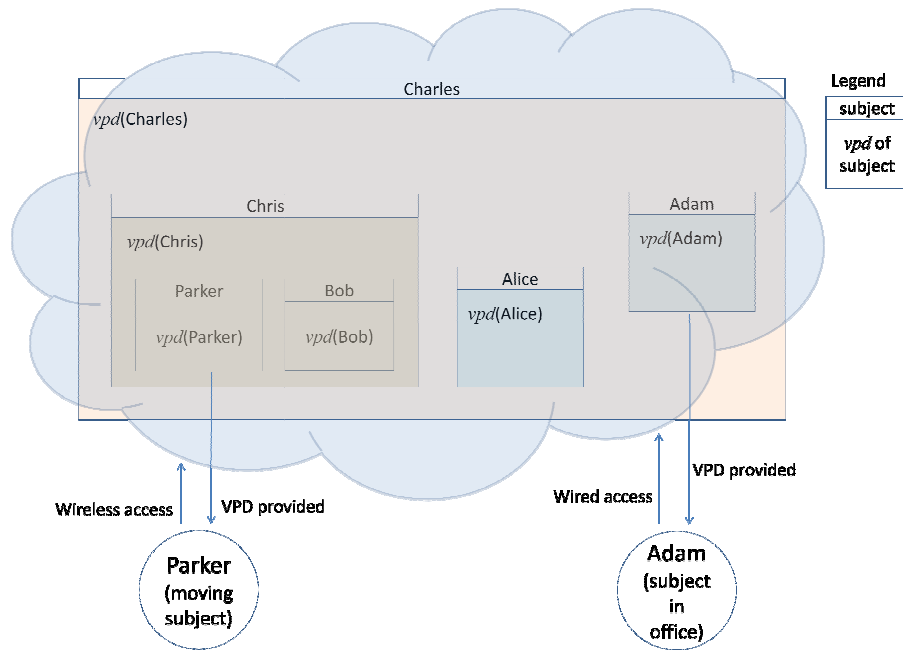 Charles
Legend
subject
vpd of
subject
vpd(Charles)
Chris
Adam
vpd(Chris)
vpd(Adam)
Parker
Bob
Alice
vpd(Parker)
vpd(Bob)
vpd(Alice)
Wireless access
VPD provided
Wired access
VPD provided
Parker
(moving
subject)
Adam
(subject
in
office)